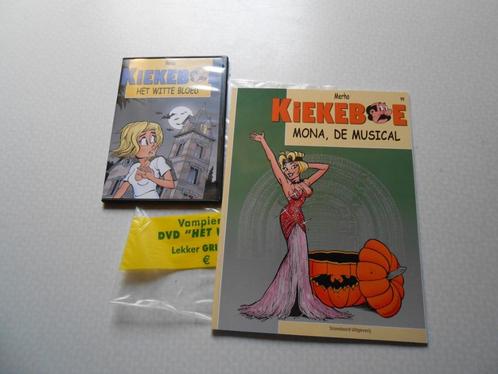 KIEKEBOE
HET WITTE BLOED
Vampier
DVD "HET W
Lekker GRI
€
Merho
KIEKEBOE
MONA, DE MUSICAL
Standaard Uitgeverij